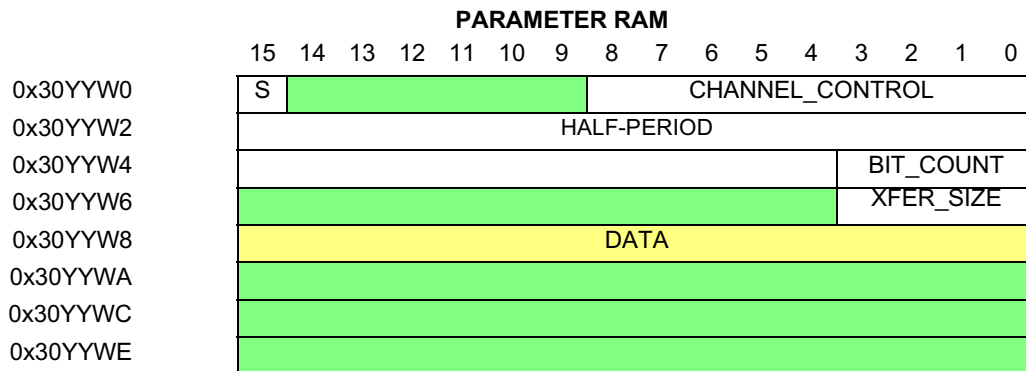 PARAMETER RAM
15 14 13 12 11 10 9 8 7 6 5 4 3 2 1 0
0x30YYW0 S CHANNEL_CONTROL
0x30YYW2 HALF-PERIOD
0x30YYW4 BIT_COUNT
0x30YYW6 XFER_SIZE
0x30YYW8 DATA
0x30YYWA
0x30YYWC
0x30YYWE